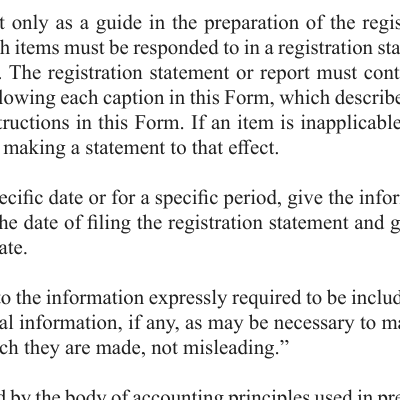 t only as a guide in the preparation of the regis
h items must be responded to in a registration sta
. The registration statement or report must cont
lowing each caption in this Form, which describe
tructions in this Form. If an item is inapplicable
making a statement to that effect.
ecific date or for a specific period, give the infor
he date of filing the registration statement and g
ate.
to the information expressly required to be includ
al information, if any, as may be necessary to ma
ch they are made, not misleading.”
d by the body of accounting principles used in pre